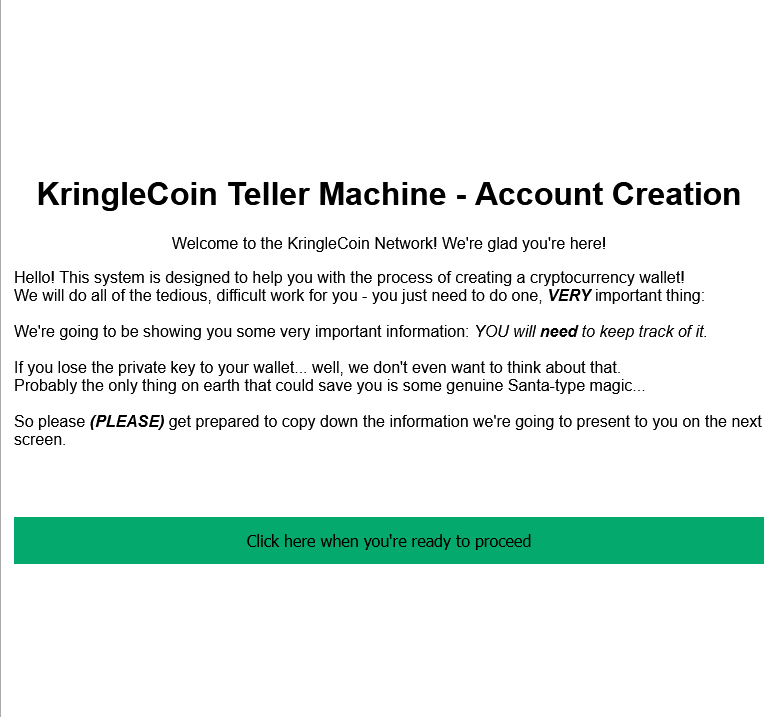 KringleCoin Teller Machine - Account Creation
Welcome to the KringleCoin Network! We're glad you're here!
Hello! This system is designed to help you with the process of creating a cryptocurrency wallet!
We will do all of the tedious, difficult work for you - you just need to do one, VERY important thing:
We're going to be showing you some very important information: YOU will need to keep track of it.
If you lose the private key to your wallet... well, we don't even want to think about that.
Probably the only thing on earth that could save you is some genuine Santa-type magic...
So please (PLEASE) get prepared to copy down the information we're going to present to you on the next
screen.
Click here when you're ready to proceed